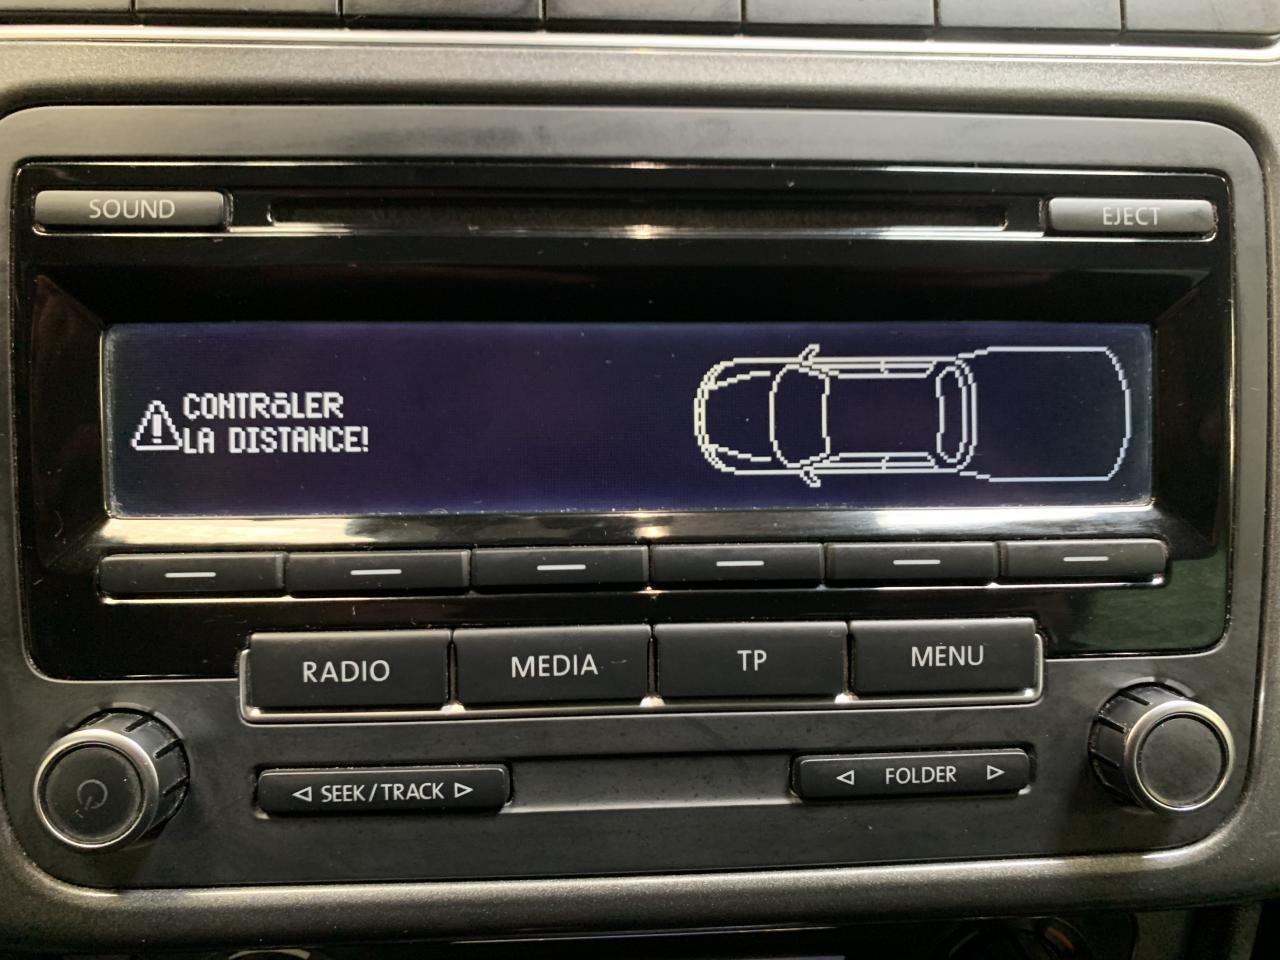 SOUND
EJECT
CONTRôLER
LA DISTANCE!
RADIO
MEDIA
TP
MENU
SEEK/TRACK
FOLDER